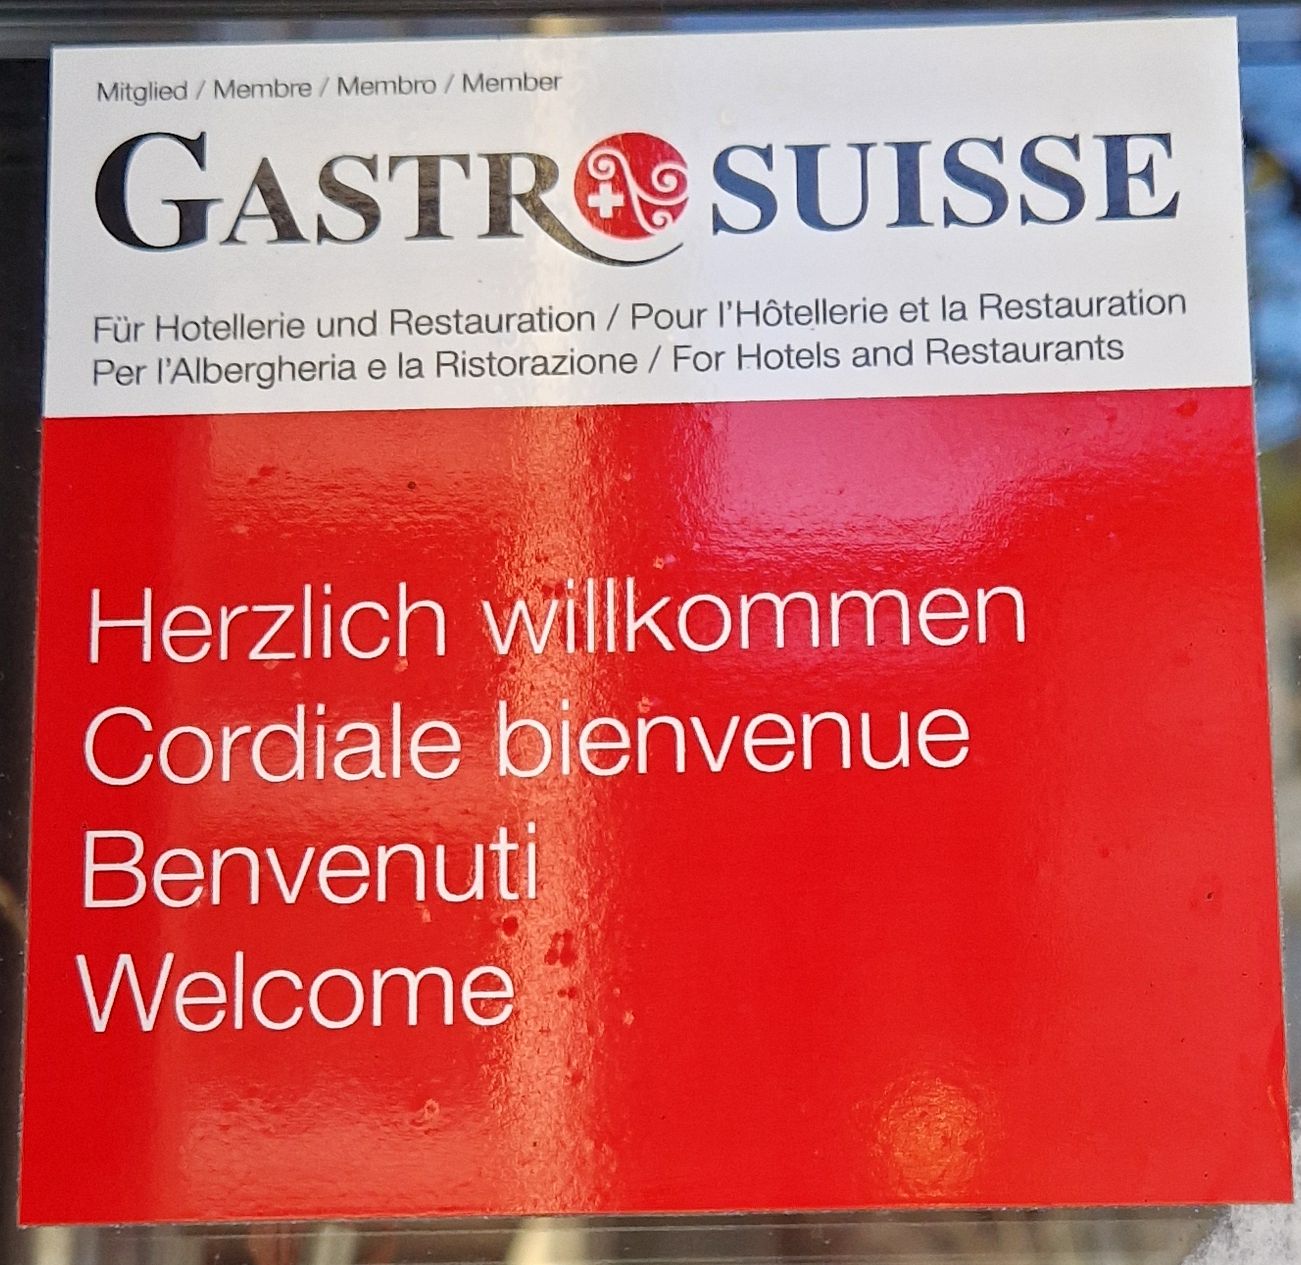 Mitglied / Membre / Membro / Member
GASTROSUISSE
Für Hotellerie und Restauration / Pour l'Hôtellerie et la Restauration
Per l'Albergheria e la Ristorazione / For Hotels and Restaurants
Herzlich willkommen
Cordiale bienvenue
Benvenuti
Welcome